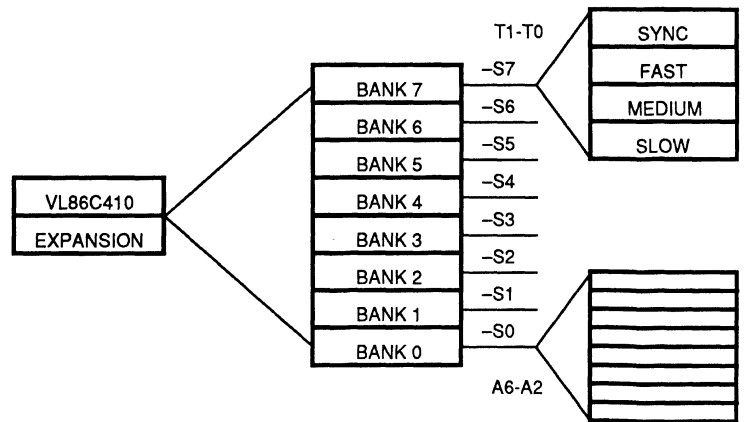 T1-T0
SYNC
FAST
MEDIUM
SLOW
–S7
–S6
–S5
–S4
–S3
–S2
–S1
–S0
BANK 7
BANK 6
BANK 5
BANK 4
BANK 3
BANK 2
BANK 1
BANK 0
VL86C410
EXPANSION
A6-A2